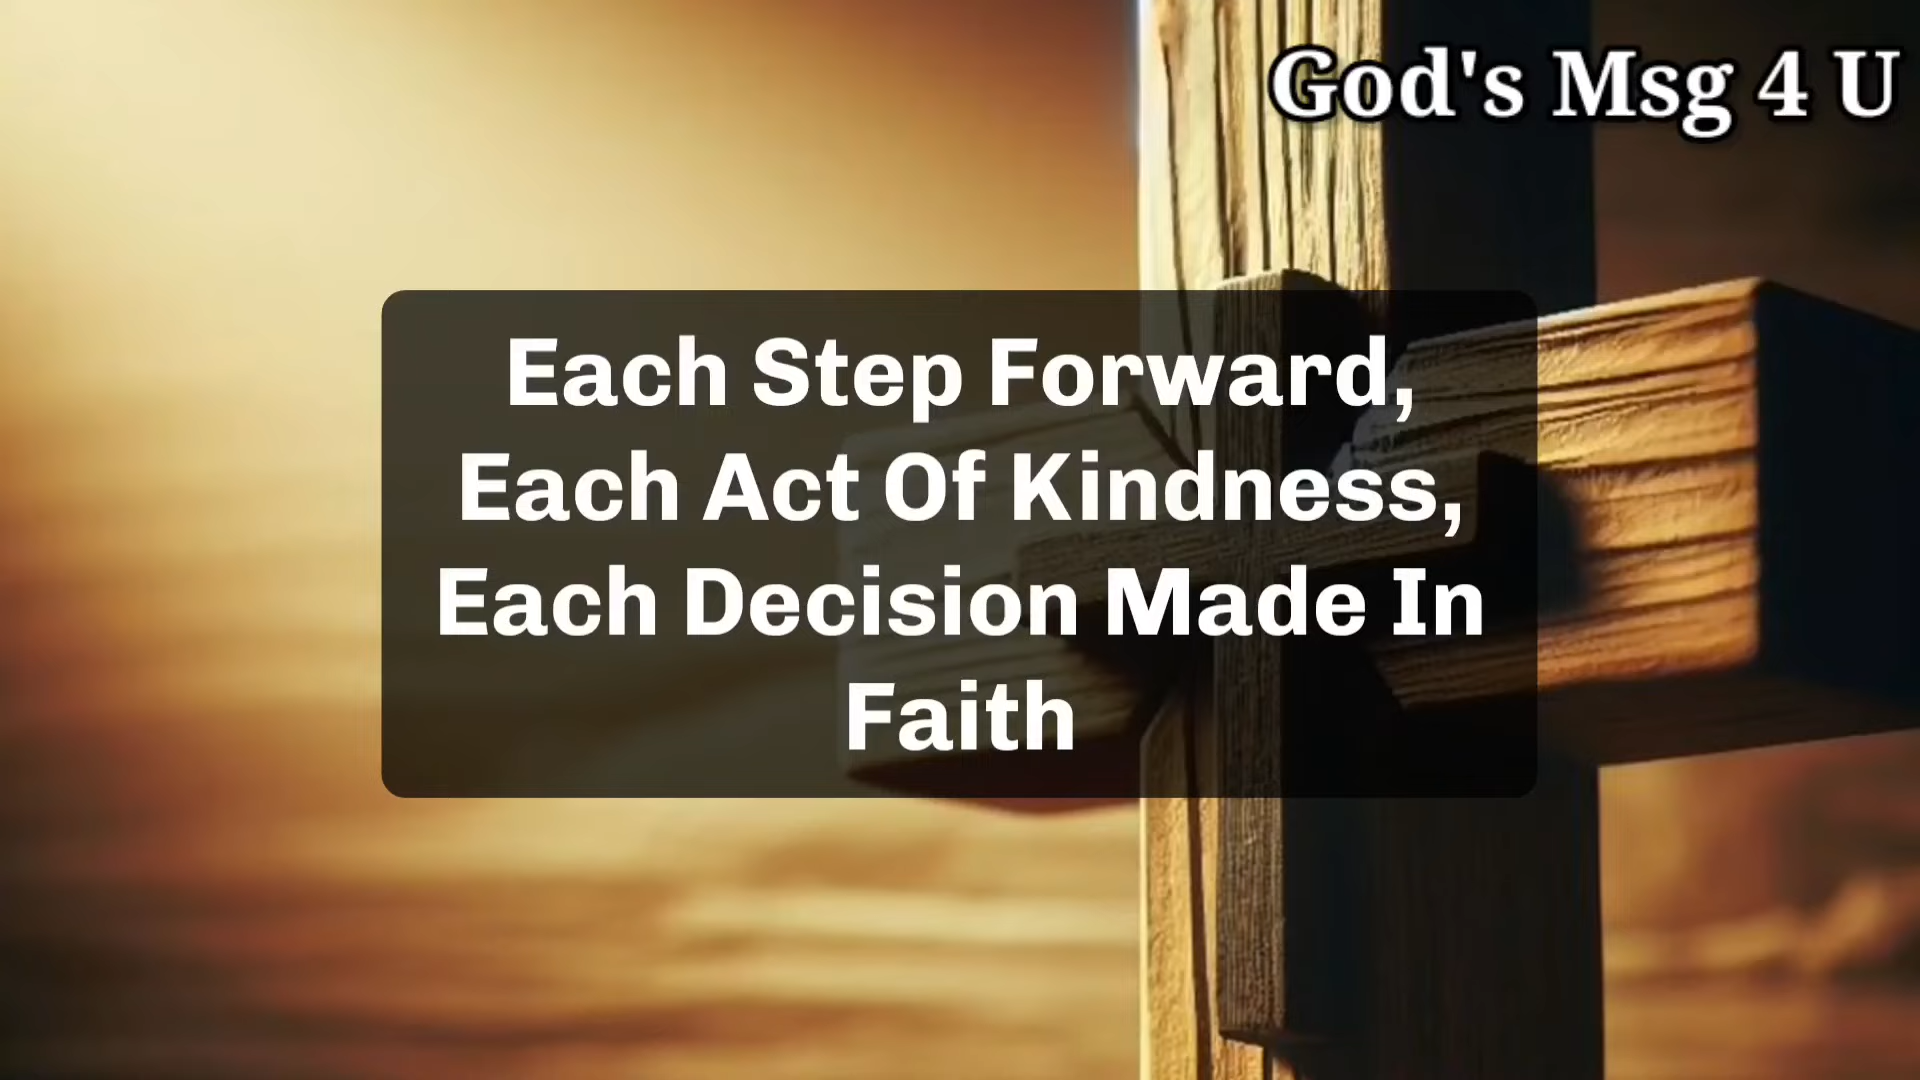 God's Msg 4 U
Each Step Forward,
Each Act Of Kindness,
Each Decision Made In
Faith